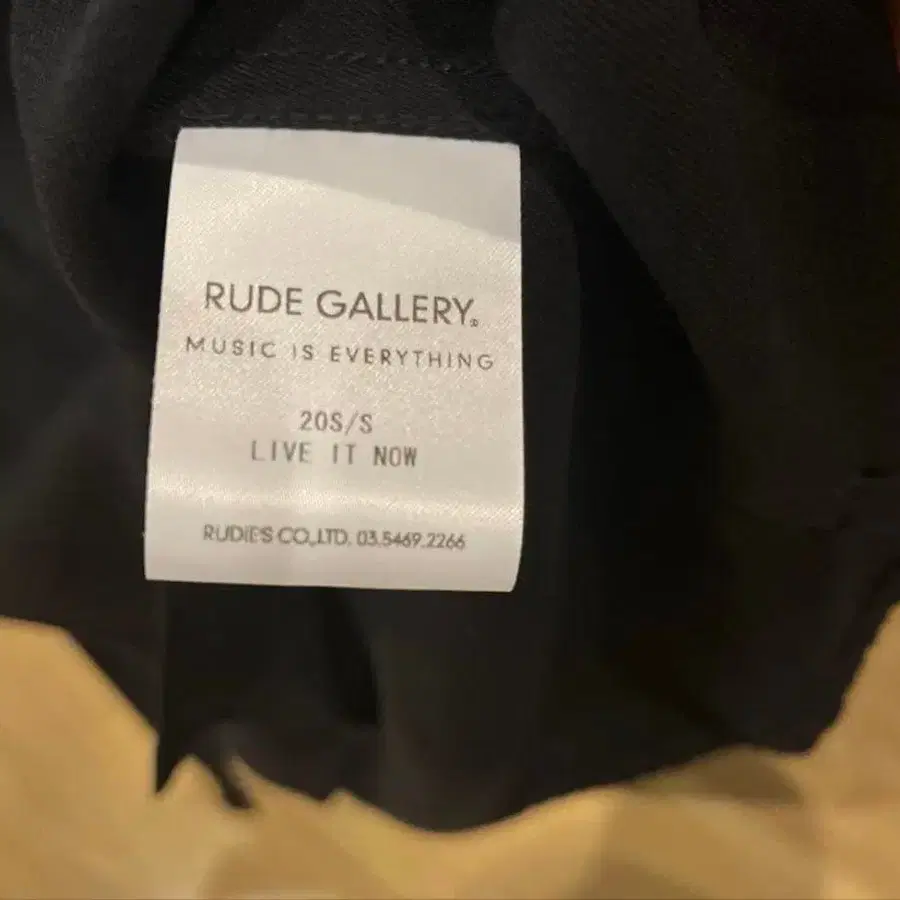 RUDE GALLERY®
MUSIC IS EVERYTHING
20S/S
LIVE IT NOW
RUDIE'S CO.,LTD. 03.5469.2266